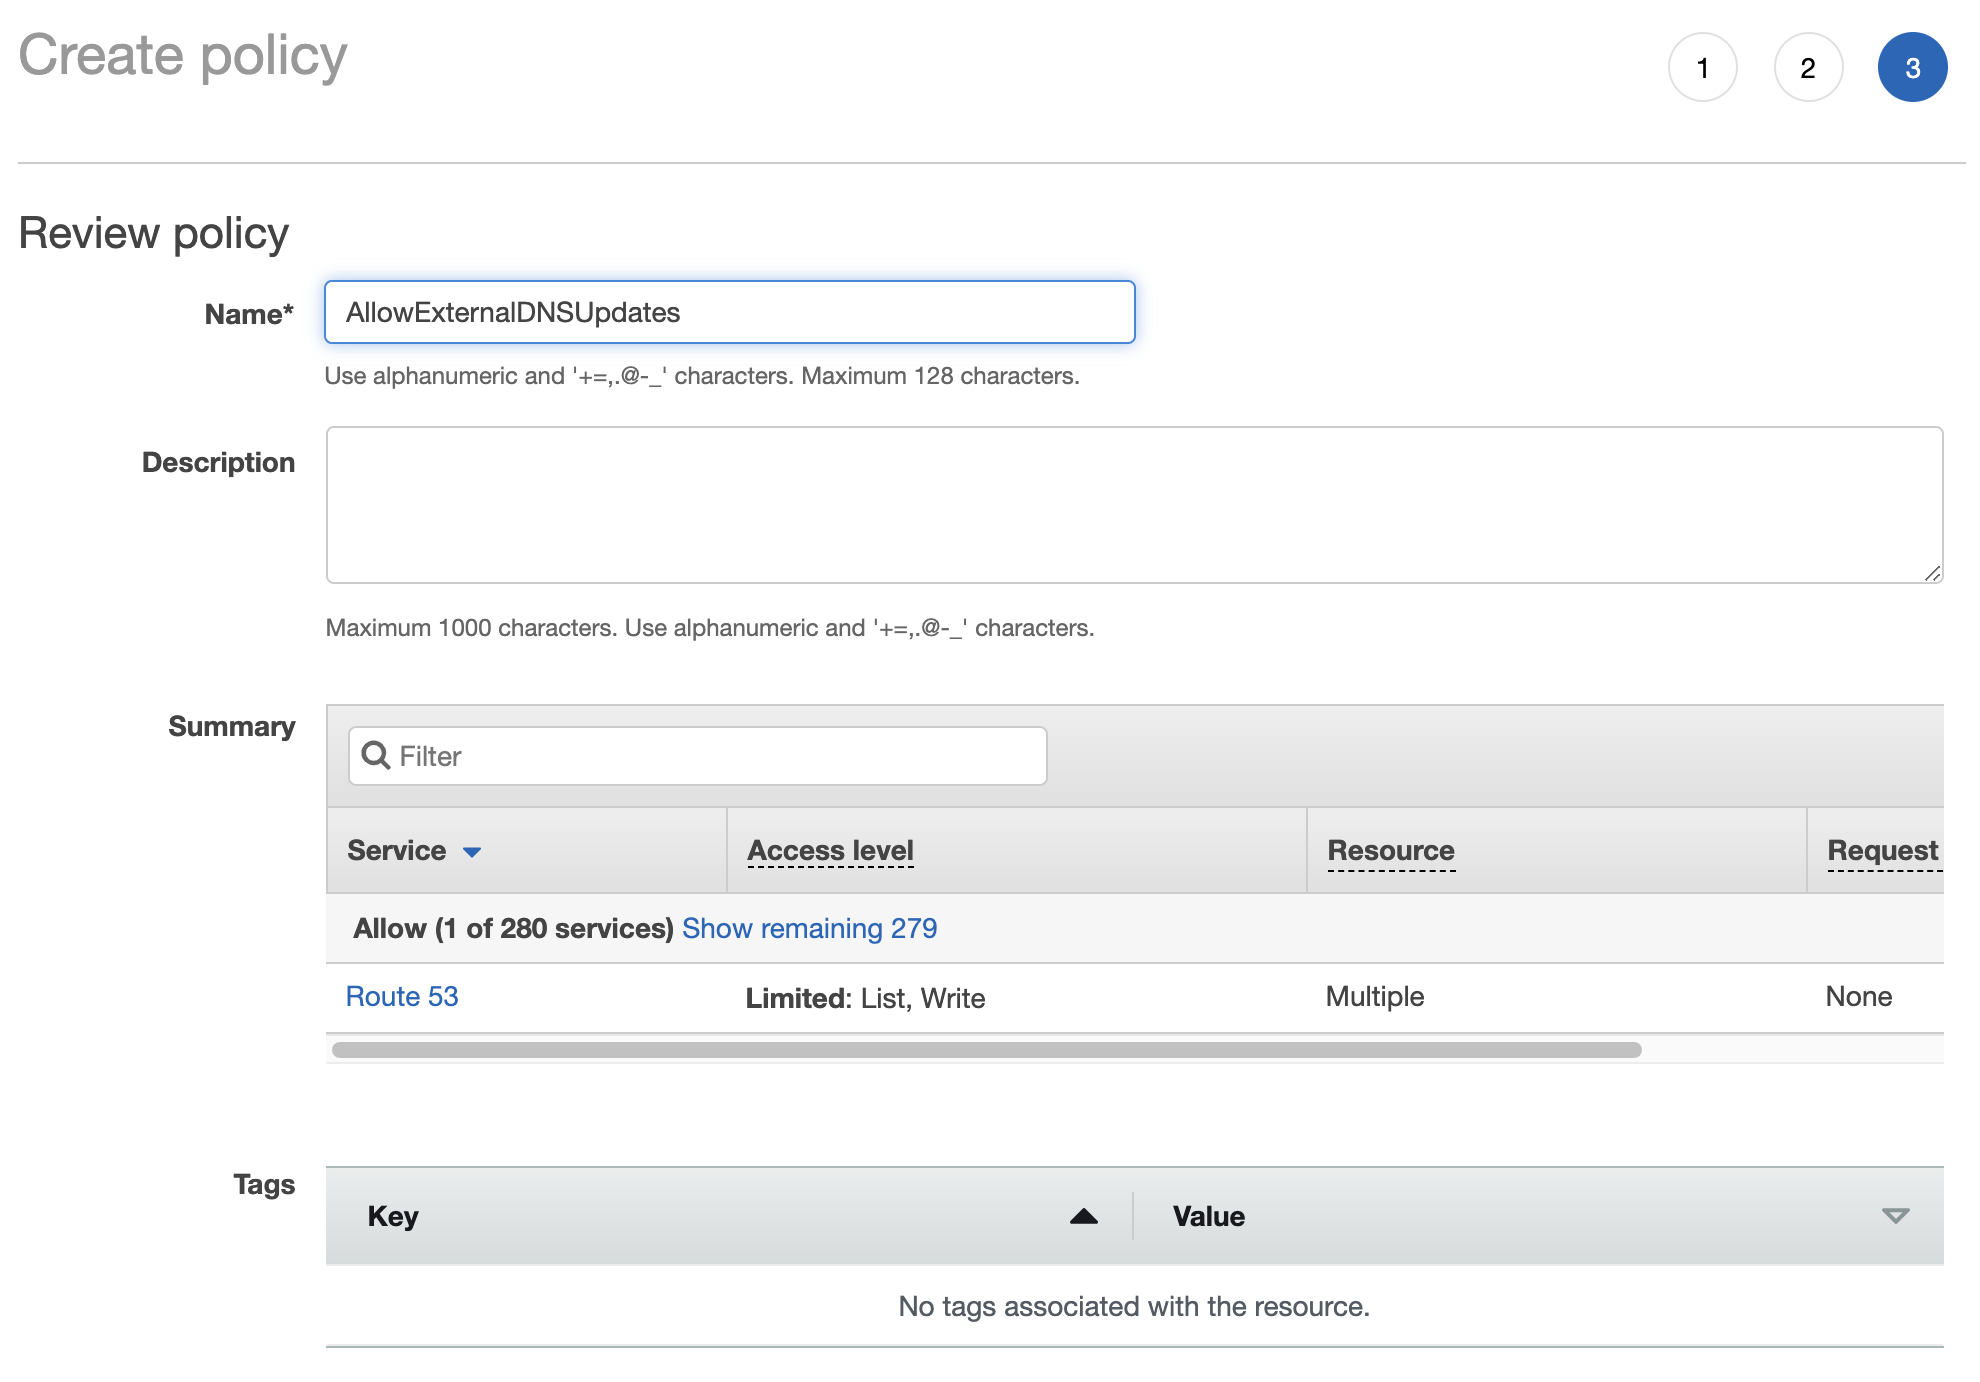 Create policy
1 2 3
Review policy
Name* AllowExternalDNSUpdates
Use alphanumeric and '+=,.@-_' characters. Maximum 128 characters.
Description
Maximum 1000 characters. Use alphanumeric and '+=,.@-_' characters.
Summary Filter
Service Access level Resource Request
Allow (1 of 280 services) Show remaining 279
Route 53 Limited: List, Write Multiple None
Tags
Key Value
No tags associated with the resource.